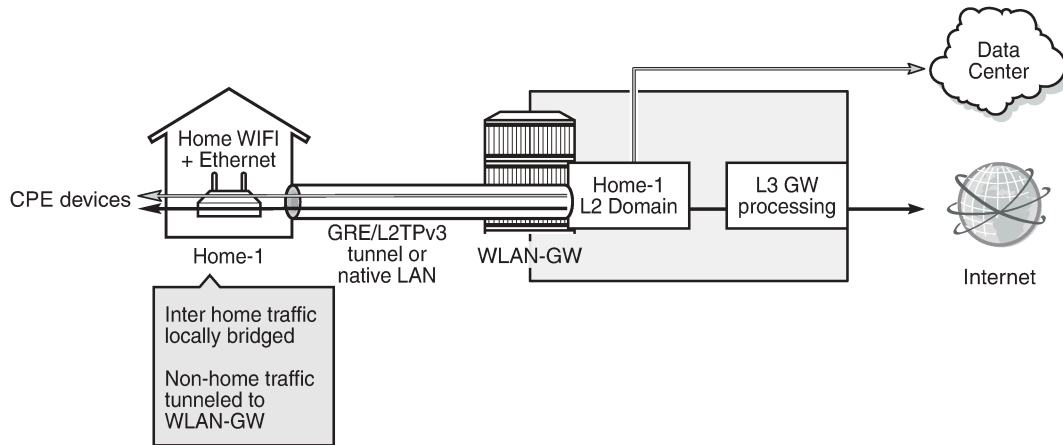 Data
Center
Home WIFI
+ Ethernet
CPE devices
Home-1
L2 Domain
L3 GW
processing
GRE/L2TPv3
tunnel or
native LAN
WLAN-GW
Home-1
Internet
Inter home traffic
locally bridged
Non-home traffic
tunneled to
WLAN-GW